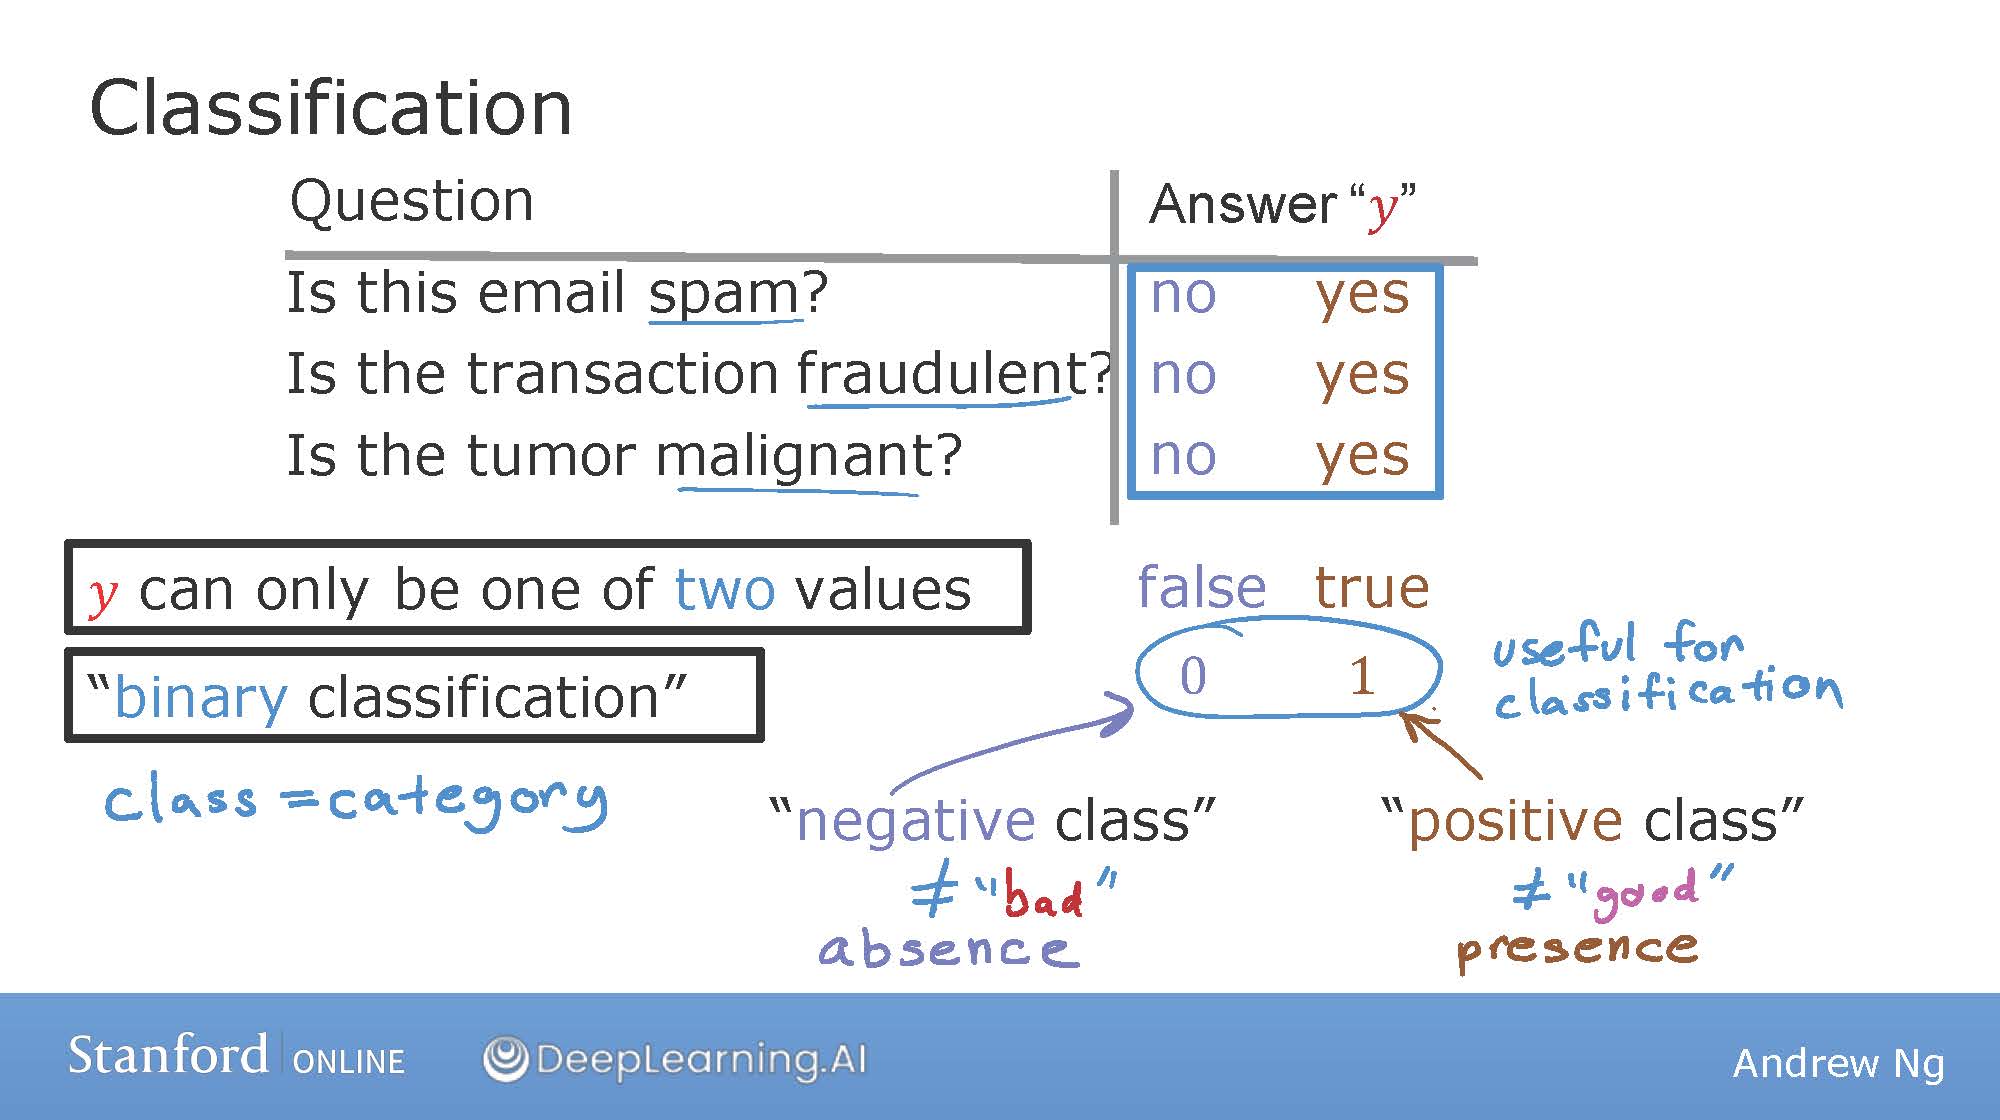 Classification
Question Answer “y”
Is this email spam? no yes
Is the transaction fraudulent? no yes
Is the tumor malignant? no yes
y can only be one of two values false true
0 1 useful for
classification
“binary classification”
class = category
“negative class” “positive class”
≠ “bad” ≠ “good”
absence presence
Stanford | ONLINE DeepLearning.AI Andrew Ng